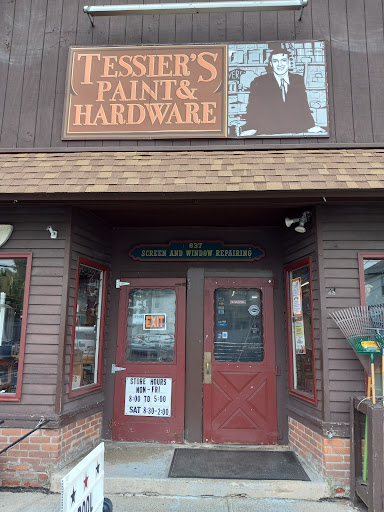 TESSIER'S
PAINT &
HARDWARE
637
SCREEN AND WINDOW REPAIRING
EXIT
STORE HOURS
MON-FRI
8:00 TO 5:00
SAT 8:30-2:00